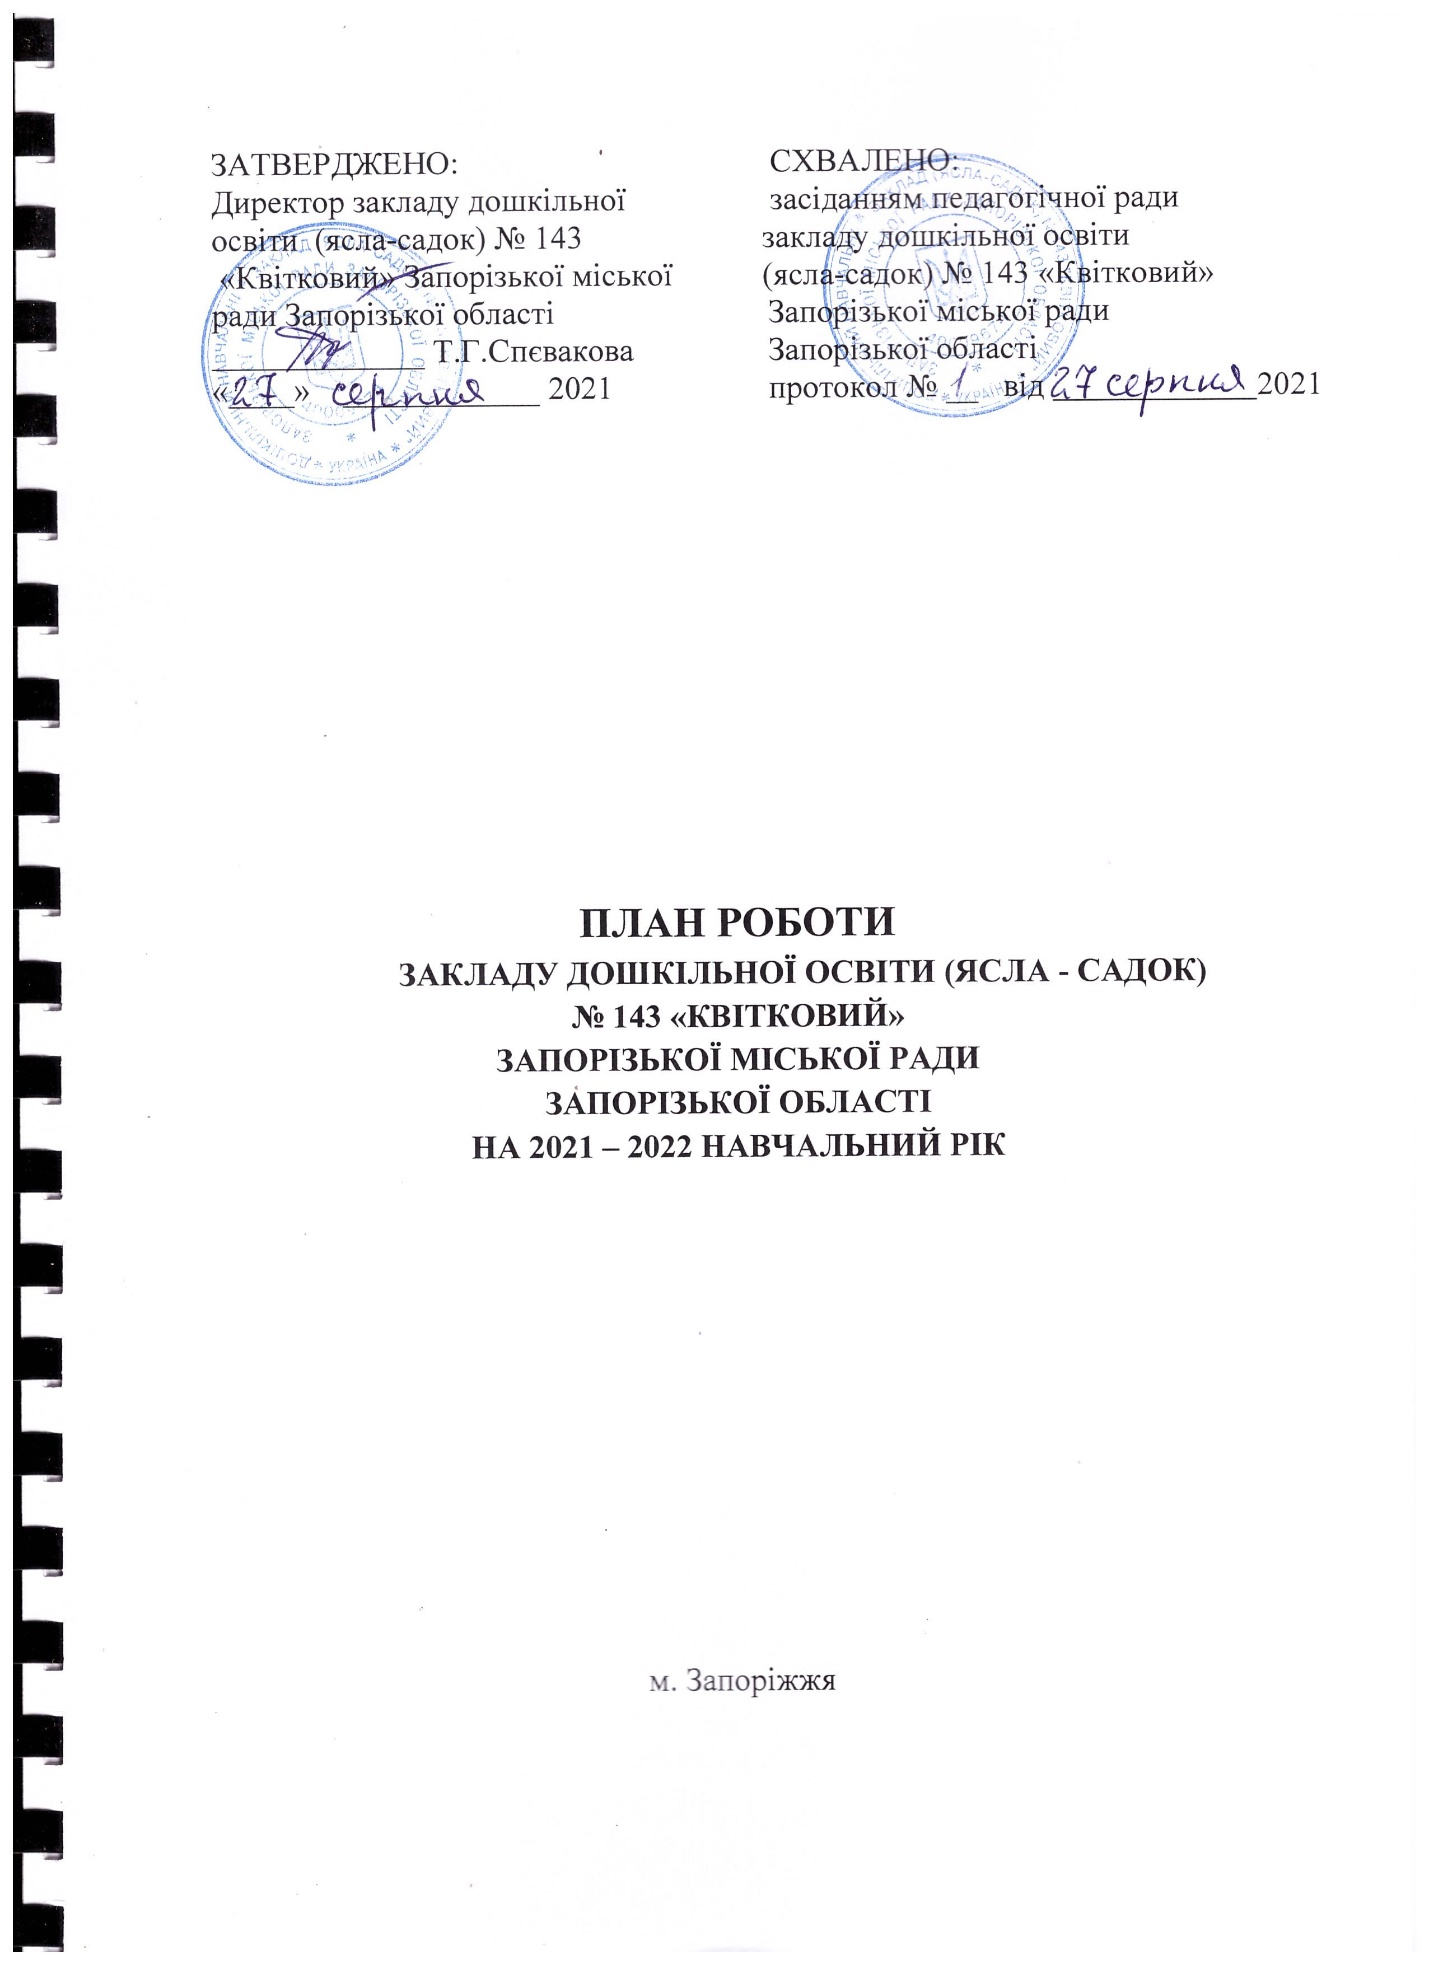 ЗАТВЕРДЖЕНО:
Директор закладу дошкільної
освіти (ясла-садок) № 143
«Квітковий» Запорізької міської
ради Запорізької області
Т.Г.Спєвакова
«27» серпня 2021
СХВАЛЕНО:
засіданням педагогічної ради
закладу дошкільної освіти
(ясла-садок) № 143 «Квітковий»
Запорізької міської ради
Запорізької області
протокол № 1 від 27 серпня 2021
ПЛАН РОБОТИ
ЗАКЛАДУ ДОШКІЛЬНОЇ ОСВІТИ (ЯСЛА - САДОК)
№ 143 «КВІТКОВИЙ»
ЗАПОРІЗЬКОЇ МІСЬКОЇ РАДИ
ЗАПОРІЗЬКОЇ ОБЛАСТІ
НА 2021 – 2022 НАВЧАЛЬНИЙ РІК
м. Запоріжжя